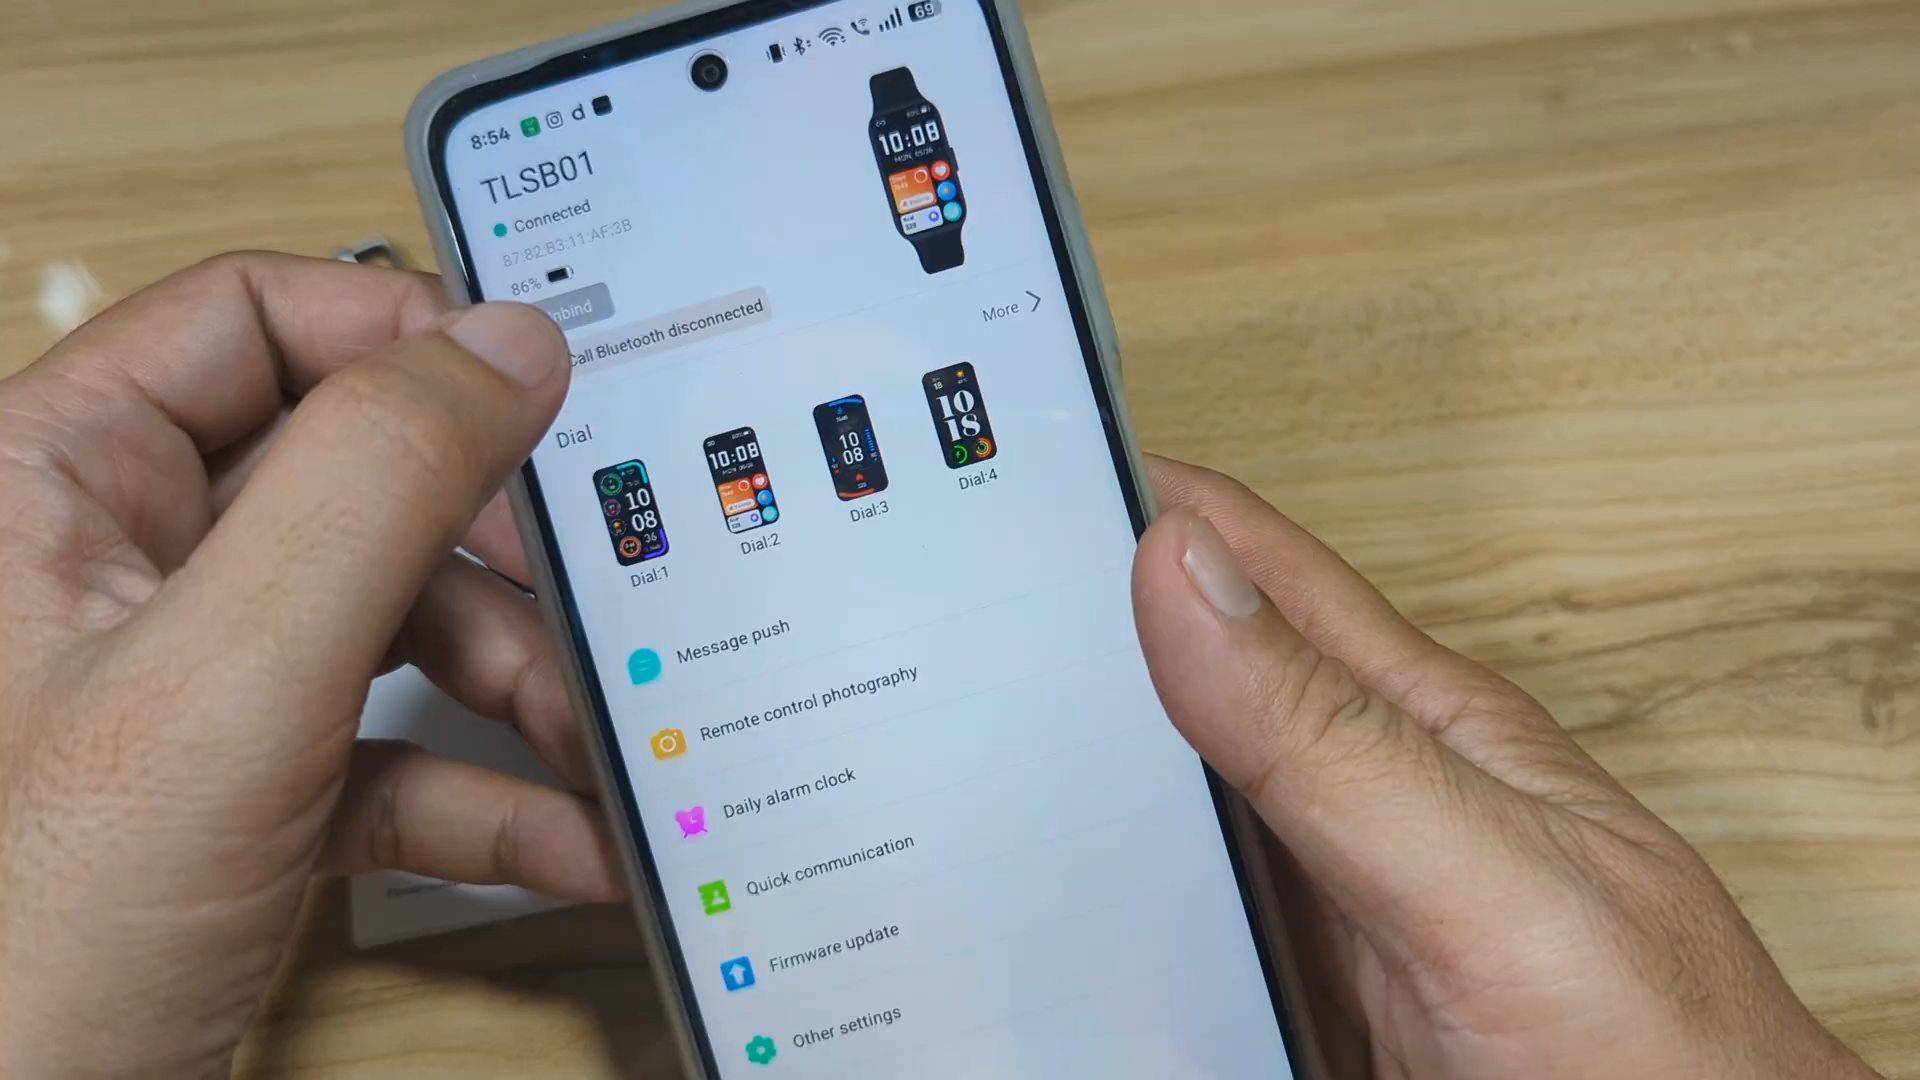 8:54
69
TLSB01
Connected
87:82:B3:11:AF:3B
86%
Call Bluetooth disconnected
More
10:08
Dial
10
08
36
10:08
10
08
18
10
18
Dial:1
Dial:2
Dial:3
Dial:4
Message push
Remote control photography
Daily alarm clock
Quick communication
Firmware update
Other settings